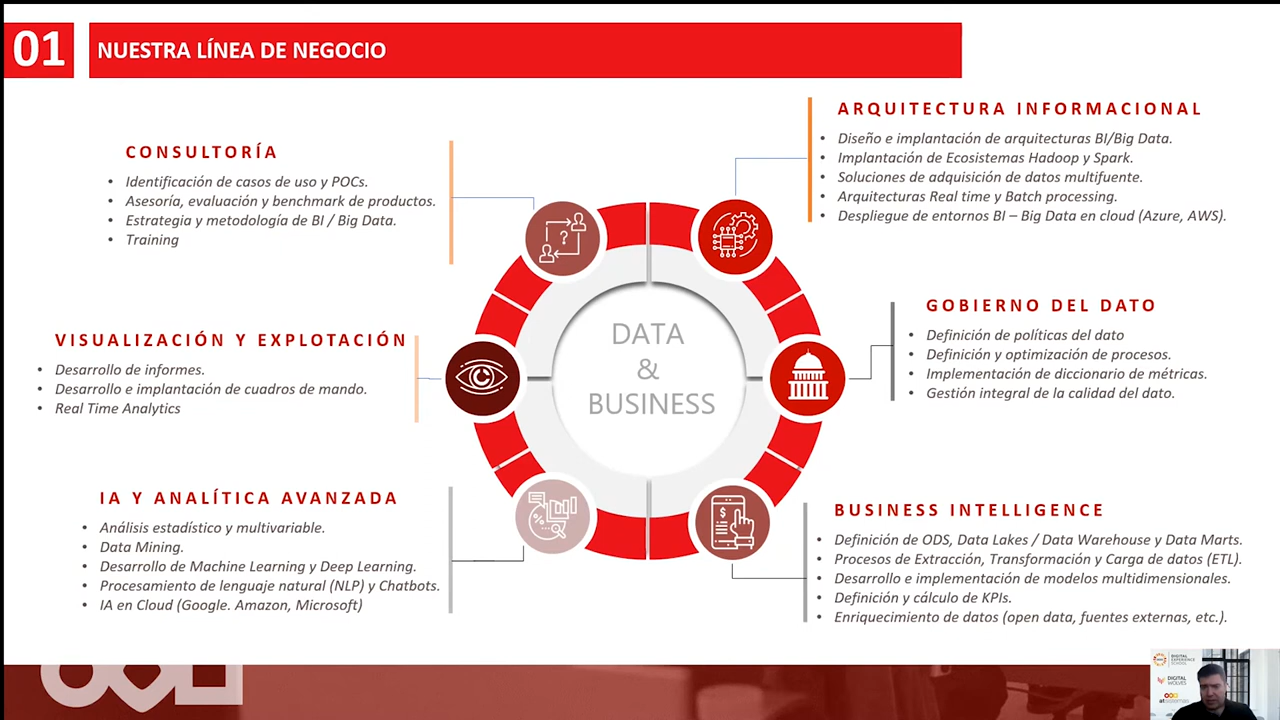 01
NUESTRA LÍNEA DE NEGOCIO
CONSULTORÍA
• Identificación de casos de uso y POCs.
• Asesoría, evaluación y benchmark de productos.
• Estrategia y metodología de BI / Big Data.
• Training
VISUALIZACIÓN Y EXPLOTACIÓN
• Desarrollo de informes.
• Desarrollo e implantación de cuadros de mando.
• Real Time Analytics
IA Y ANALÍTICA AVANZADA
• Análisis estadístico y multivariable.
• Data Mining.
• Desarrollo de Machine Learning y Deep Learning.
• Procesamiento de lenguaje natural (NLP) y Chatbots.
• IA en Cloud (Google. Amazon, Microsoft)
DATA
&
BUSINESS
ARQUITECTURA INFORMACIONAL
• Diseño e implantación de arquitecturas BI/Big Data.
• Implantación de Ecosistemas Hadoop y Spark.
• Soluciones de adquisición de datos multifuente.
• Arquitecturas Real time y Batch processing.
• Despliegue de entornos BI – Big Data en cloud (Azure, AWS).
GOBIERNO DEL DATO
• Definición de políticas del dato
• Definición y optimización de procesos.
• Implementación de diccionario de métricas.
• Gestión integral de la calidad del dato.
BUSINESS INTELLIGENCE
• Definición de ODS, Data Lakes / Data Warehouse y Data Marts.
• Procesos de Extracción, Transformación y Carga de datos (ETL).
• Desarrollo e implementación de modelos multidimensionales.
• Definición y cálculo de KPIs.
• Enriquecimiento de datos (open data, fuentes externas, etc.).
DIGITAL
EXPERIENCE
SCHOOL
DIGITAL
WOLVES
atsistemas